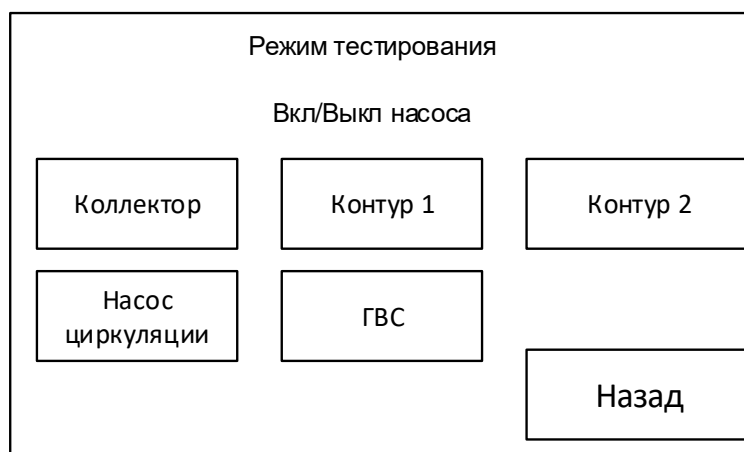 Режим тестирования
Вкл/Выкл насоса
Коллектор
Контур 1
Контур 2
Насос
циркуляции
ГВС
Назад